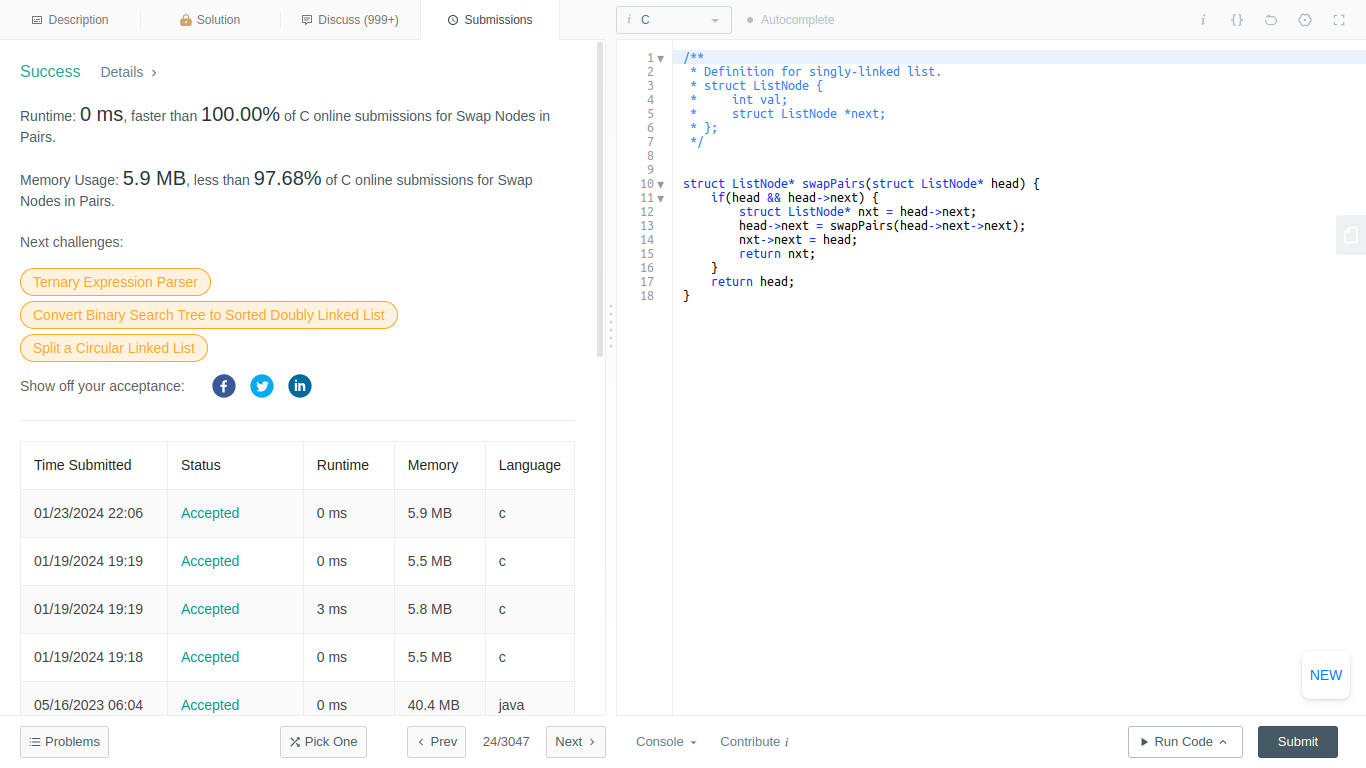 Description
Solution
Discuss (999+)
Submissions
i C
Autocomplete
i {}
Success Details
Runtime: 0 ms, faster than 100.00% of C online submissions for Swap Nodes in
Pairs.
Memory Usage: 5.9 MB, less than 97.68% of C online submissions for Swap
Nodes in Pairs.
Next challenges:
Ternary Expression Parser
Convert Binary Search Tree to Sorted Doubly Linked List
Split a Circular Linked List
Show off your acceptance: f in
Time Submitted Status Runtime Memory Language
01/23/2024 22:06 Accepted 0 ms 5.9 MB c
01/19/2024 19:19 Accepted 0 ms 5.5 MB c
01/19/2024 19:19 Accepted 3 ms 5.8 MB c
01/19/2024 19:18 Accepted 0 ms 5.5 MB c
05/16/2023 06:04 Accepted 0 ms 40.4 MB java
1 /**
2 * Definition for singly-linked list.
3 * struct ListNode {
4 *     int val;
5 *     struct ListNode *next;
6 * };
7 */
8
9
10 struct ListNode* swapPairs(struct ListNode* head) {
11     if(head && head->next) {
12         struct ListNode* nxt = head->next;
13         head->next = swapPairs(head->next->next);
14         nxt->next = head;
15         return nxt;
16     }
17     return head;
18 }
NEW
Problems
Pick One
Prev
24/3047
Next
Console
Contribute i
Run Code
Submit